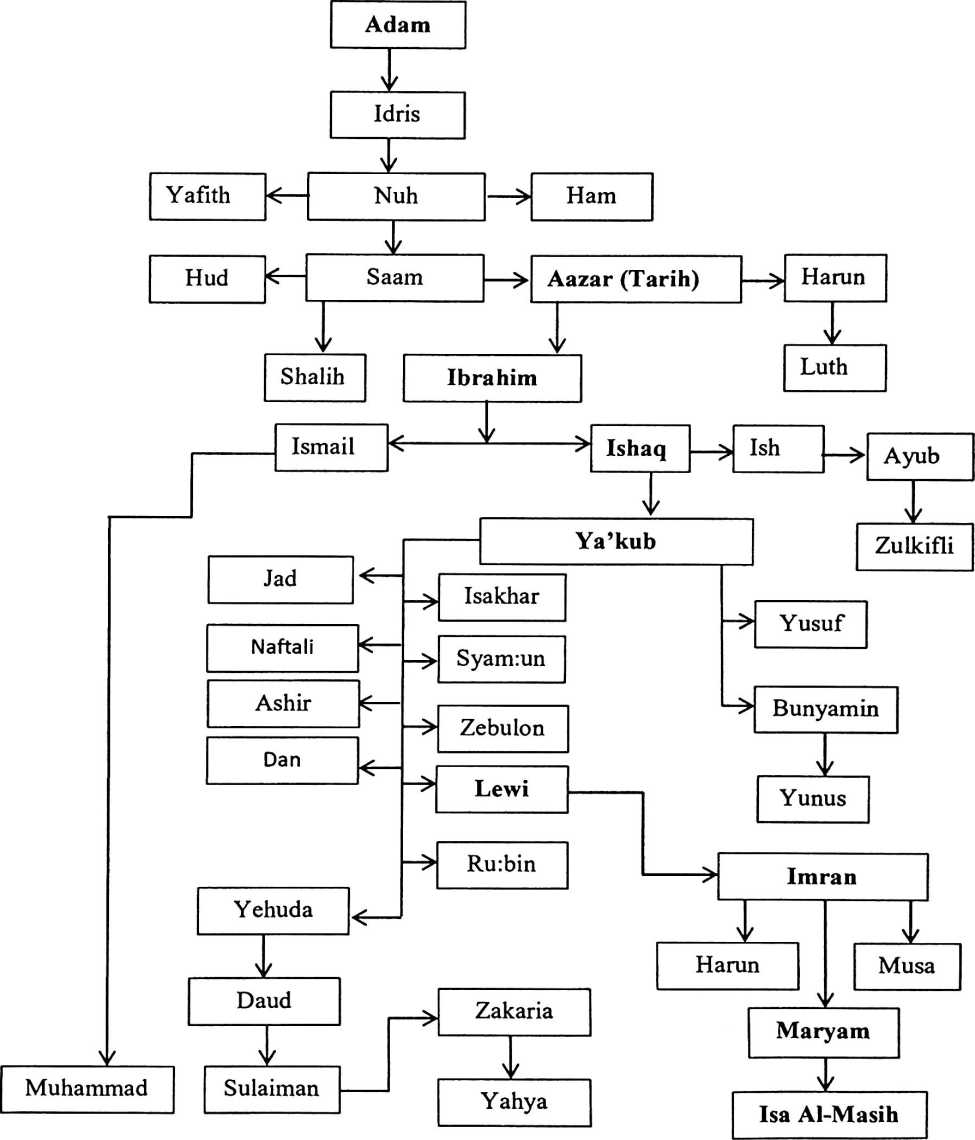 Adam
Idris
Yafith
Nuh
Ham
Hud
Saam
Aazar (Tarih)
Harun
Shalih
Ibrahim
Luth
Ismail
Ishaq
Ish
Ayub
Ya’kub
Zulkifli
Jad
Isakhar
Yusuf
Naftali
Syam:un
Ashir
Bunyamin
Zebulon
Dan
Lewi
Yunus
Ru:bin
Imran
Yehuda
Harun
Musa
Daud
Zakaria
Maryam
Muhammad
Sulaiman
Yahya
Isa Al-Masih